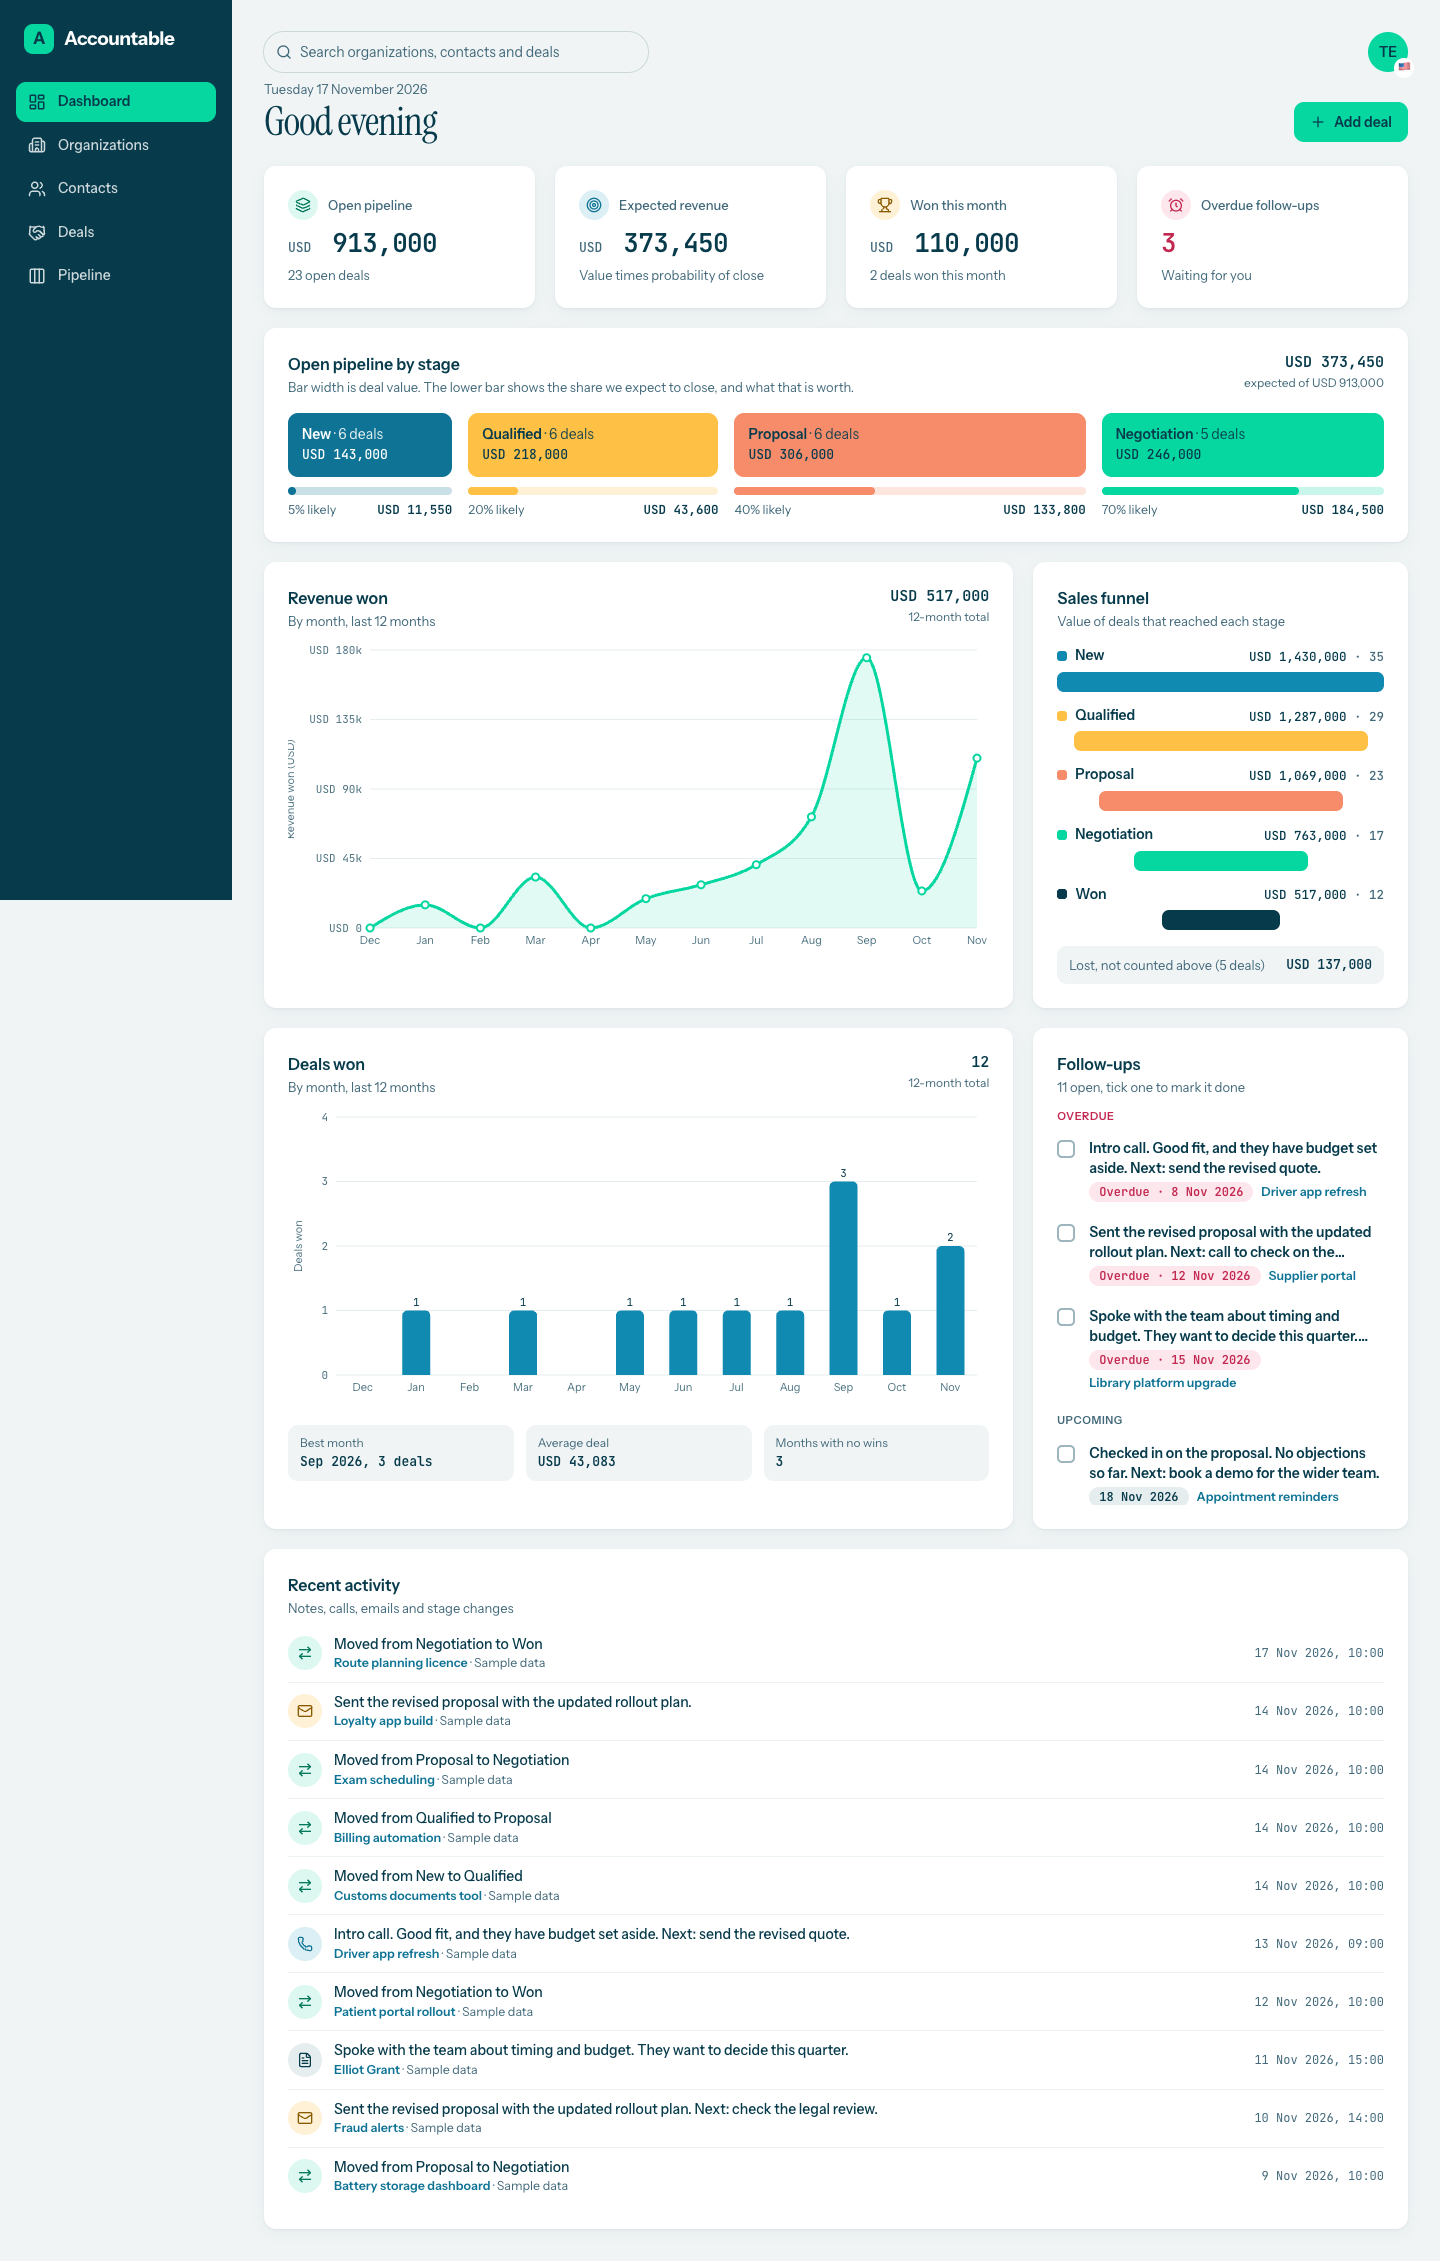 A Accountable
Dashboard
Organizations
Contacts
Deals
Pipeline
Search organizations, contacts and deals
TE
Tuesday 17 November 2026
Good evening
Add deal
Open pipeline
USD 913,000
23 open deals
Expected revenue
USD 373,450
Value times probability of close
Won this month
USD 110,000
2 deals won this month
Overdue follow-ups
3
Waiting for you
Open pipeline by stage
Bar width is deal value. The lower bar shows the share we expect to close, and what that is worth.
USD 373,450
expected of USD 913,000
New · 6 deals
USD 143,000
5% likely USD 11,550
Qualified · 6 deals
USD 218,000
20% likely USD 43,600
Proposal · 6 deals
USD 306,000
40% likely USD 133,800
Negotiation · 5 deals
USD 246,000
70% likely USD 184,500
Revenue won
By month, last 12 months
USD 517,000
12-month total
Revenue won (USD)
USD 180k
USD 135k
USD 90k
USD 45k
USD 0
Dec Jan Feb Mar Apr May Jun Jul Aug Sep Oct Nov
Sales funnel
Value of deals that reached each stage
New USD 1,430,000 · 35
Qualified USD 1,287,000 · 29
Proposal USD 1,069,000 · 23
Negotiation USD 763,000 · 17
Won USD 517,000 · 12
Lost, not counted above (5 deals) USD 137,000
Deals won
By month, last 12 months
12
12-month total
Deals won
4
3
2
1
0
1 1 1 1 1 1 3 1 2
Dec Jan Feb Mar Apr May Jun Jul Aug Sep Oct Nov
Best month
Sep 2026, 3 deals
Average deal
USD 43,083
Months with no wins
3
Follow-ups
11 open, tick one to mark it done
OVERDUE
Intro call. Good fit, and they have budget set
aside. Next: send the revised quote.
Overdue · 8 Nov 2026 Driver app refresh
Sent the revised proposal with the updated
rollout plan. Next: call to check on the...
Overdue · 12 Nov 2026 Supplier portal
Spoke with the team about timing and
budget. They want to decide this quarter....
Overdue · 15 Nov 2026
Library platform upgrade
UPCOMING
Checked in on the proposal. No objections
so far. Next: book a demo for the wider team.
18 Nov 2026 Appointment reminders
Recent activity
Notes, calls, emails and stage changes
Moved from Negotiation to Won
Route planning licence · Sample data
17 Nov 2026, 10:00
Sent the revised proposal with the updated rollout plan.
Loyalty app build · Sample data
14 Nov 2026, 10:00
Moved from Proposal to Negotiation
Exam scheduling · Sample data
14 Nov 2026, 10:00
Moved from Qualified to Proposal
Billing automation · Sample data
14 Nov 2026, 10:00
Moved from New to Qualified
Customs documents tool · Sample data
14 Nov 2026, 10:00
Intro call. Good fit, and they have budget set aside. Next: send the revised quote.
Driver app refresh · Sample data
13 Nov 2026, 09:00
Moved from Negotiation to Won
Patient portal rollout · Sample data
12 Nov 2026, 10:00
Spoke with the team about timing and budget. They want to decide this quarter.
Elliot Grant · Sample data
11 Nov 2026, 15:00
Sent the revised proposal with the updated rollout plan. Next: check the legal review.
Fraud alerts · Sample data
10 Nov 2026, 14:00
Moved from Proposal to Negotiation
Battery storage dashboard · Sample data
9 Nov 2026, 10:00